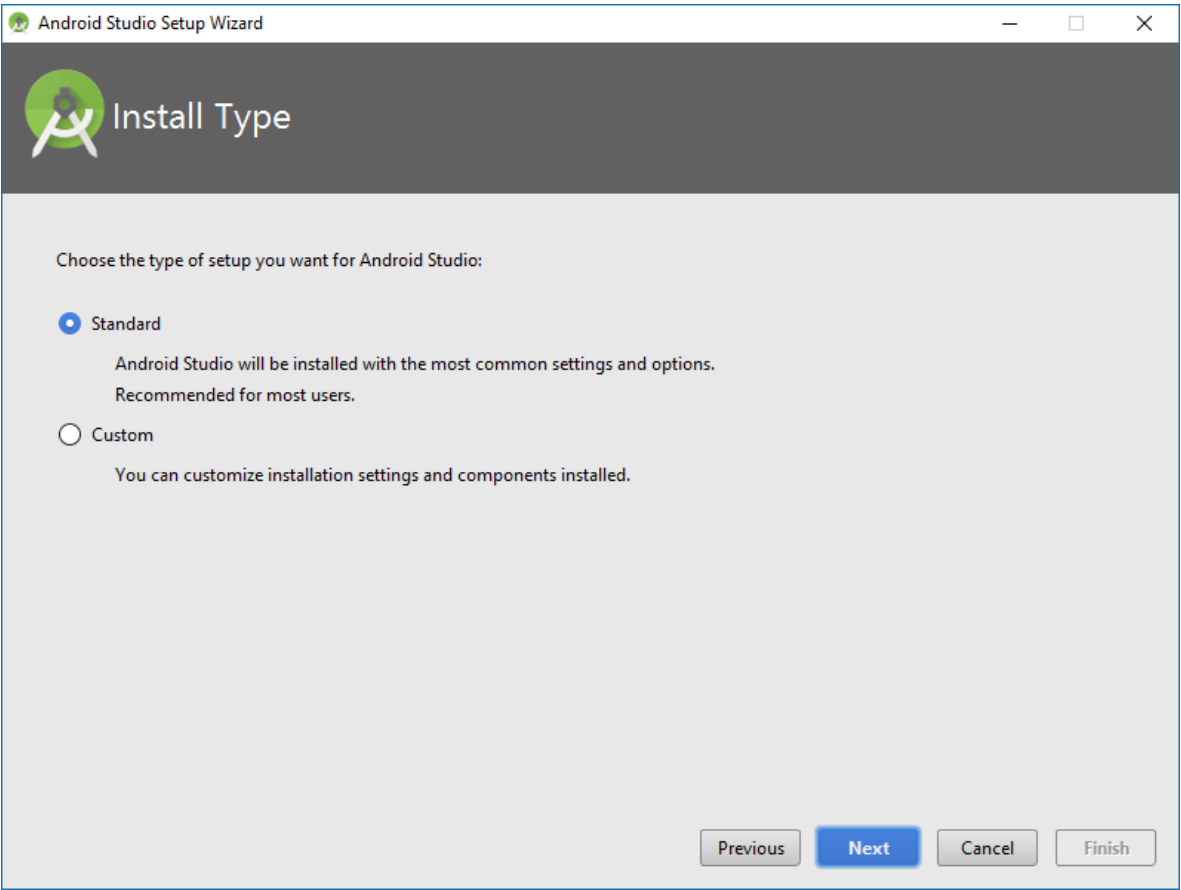 Android Studio Setup Wizard
Install Type
Choose the type of setup you want for Android Studio:
Standard
Android Studio will be installed with the most common settings and options.
Recommended for most users.
Custom
You can customize installation settings and components installed.
Previous Next Cancel Finish